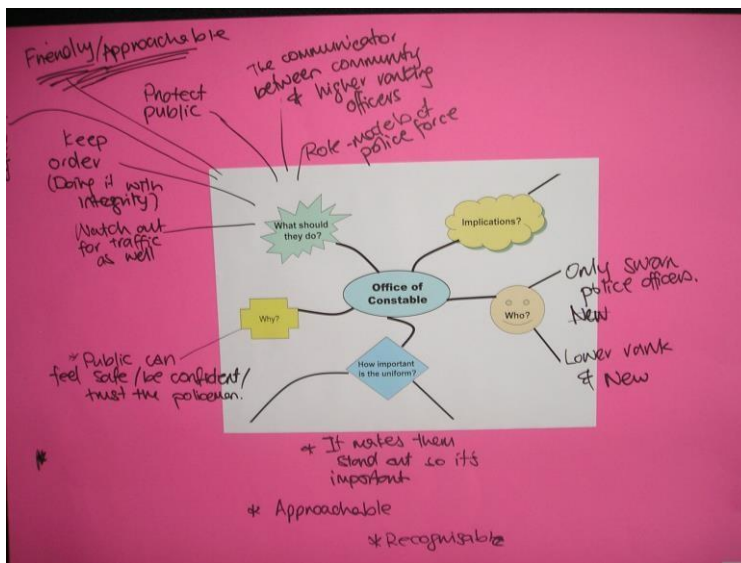 Friendly/Approachable
The communicator
between community
& higher ranking
officers
Protect
public
Role-models of
police force
Keep
order
(Doing it with
integrity)
Watch out
for traffic
as well
What should
they do?
Implications?
Office of
Constable
Only sworn
police officers.
New
Who?
Lower rank
& New
Why?
* Public can
feel safe/be confident/
trust the policeman.
How important
is the uniform?
* It makes them
stand out so it's
important
* Approachable
* Recognisable